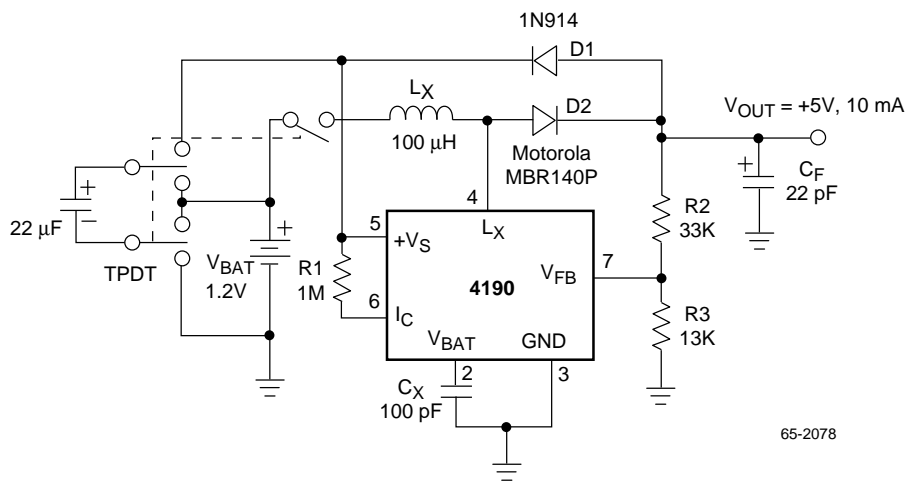 1N914
D1
LX
100 μH
D2
Motorola
MBR140P
VOUT = +5V, 10 mA
+
CF
22 pF
+
–
22 μF
TPDT
+
VBAT
1.2V
R1
1M
5
+VS
6
IC
4
LX
4190
VFB
7
VBAT
2
GND
3
CX
100 pF
R2
33K
R3
13K
65-2078